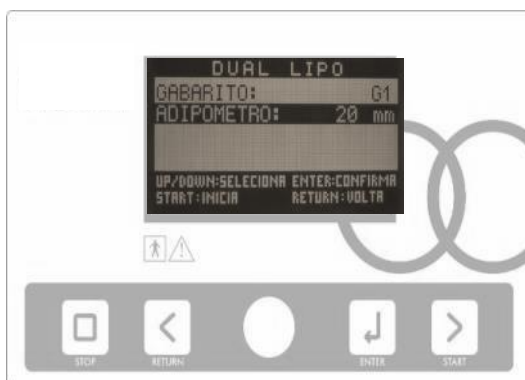 DUAL LIPO
GABARITO: G1
ADIPOMETRO: 20 mm
UP/DOWN:SELECIONA ENTER:CONFIRMA
START:INICIA RETURN:VOLTA
STOP RETURN ENTER START